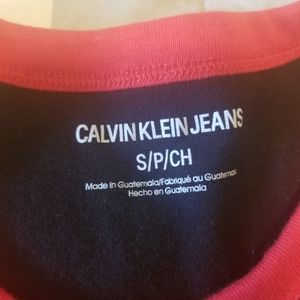 CALVIN KLEIN JEANS
S/P/CH
Made in Guatemala/Fabriqué au Guatemala
Hecho en Guatemala